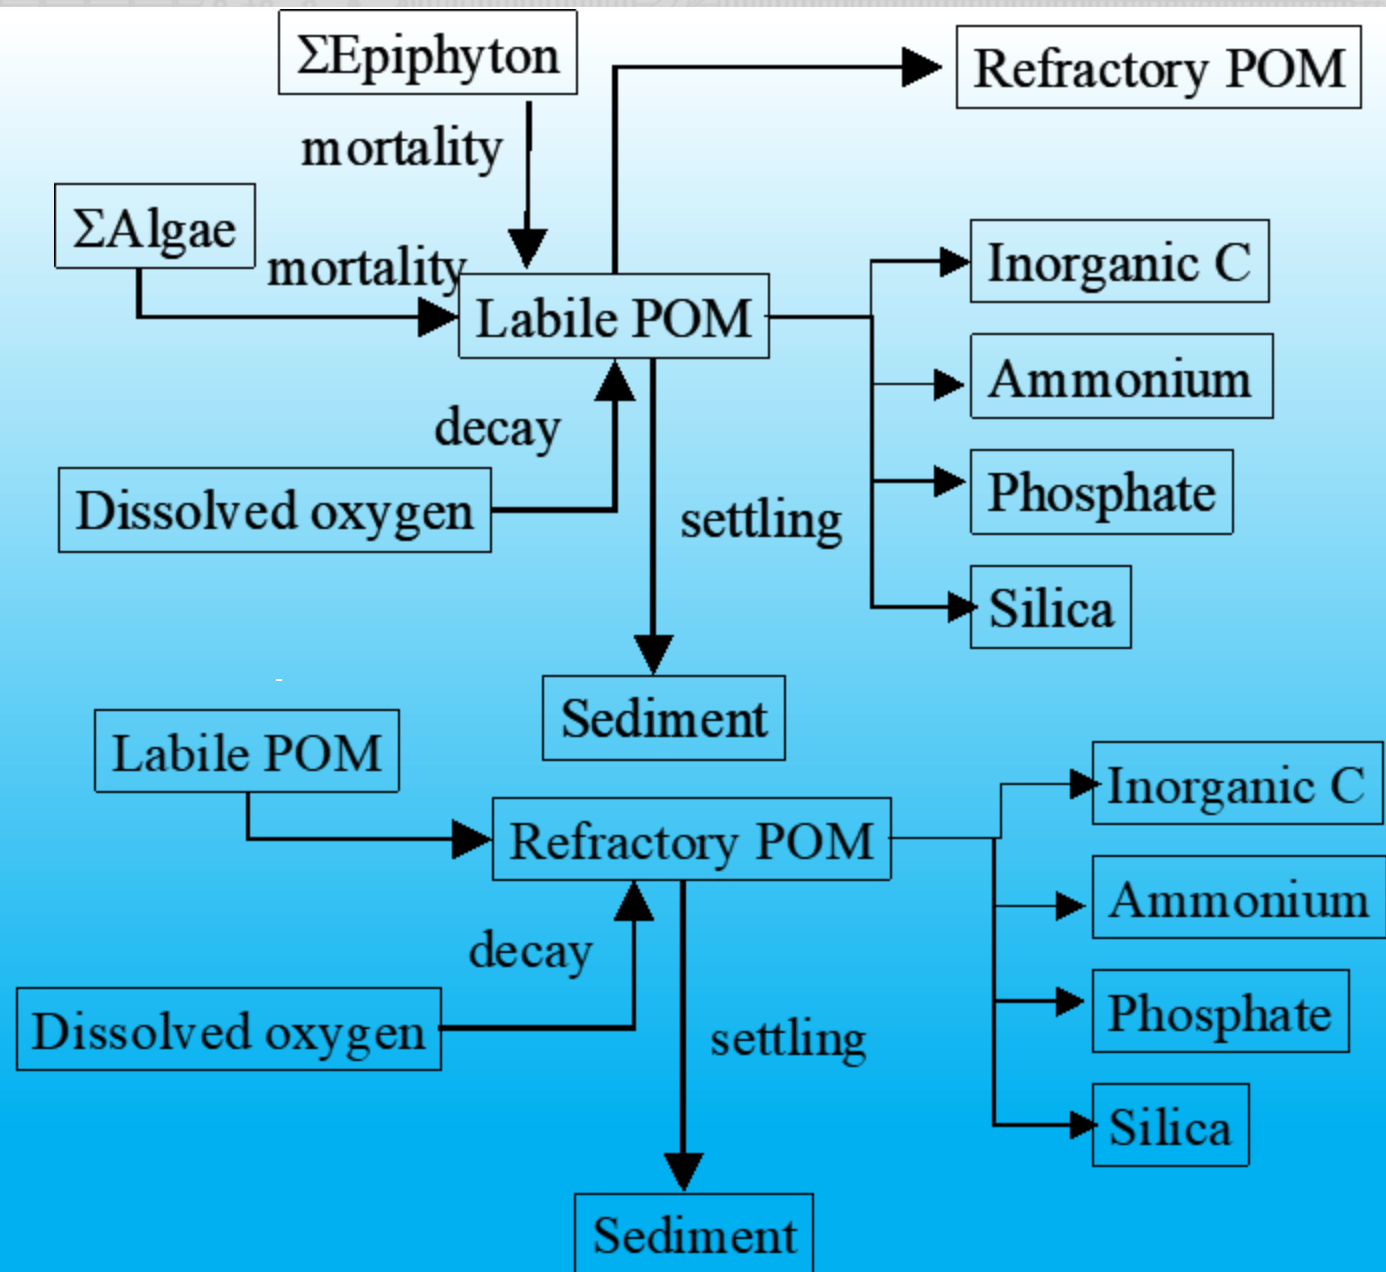 ΣEpiphyton
Refractory POM
mortality
ΣAlgae
mortality
Inorganic C
Labile POM
Ammonium
decay
Phosphate
Dissolved oxygen
settling
Silica
Sediment
Labile POM
Inorganic C
Refractory POM
Ammonium
decay
Phosphate
Dissolved oxygen
settling
Silica
Sediment